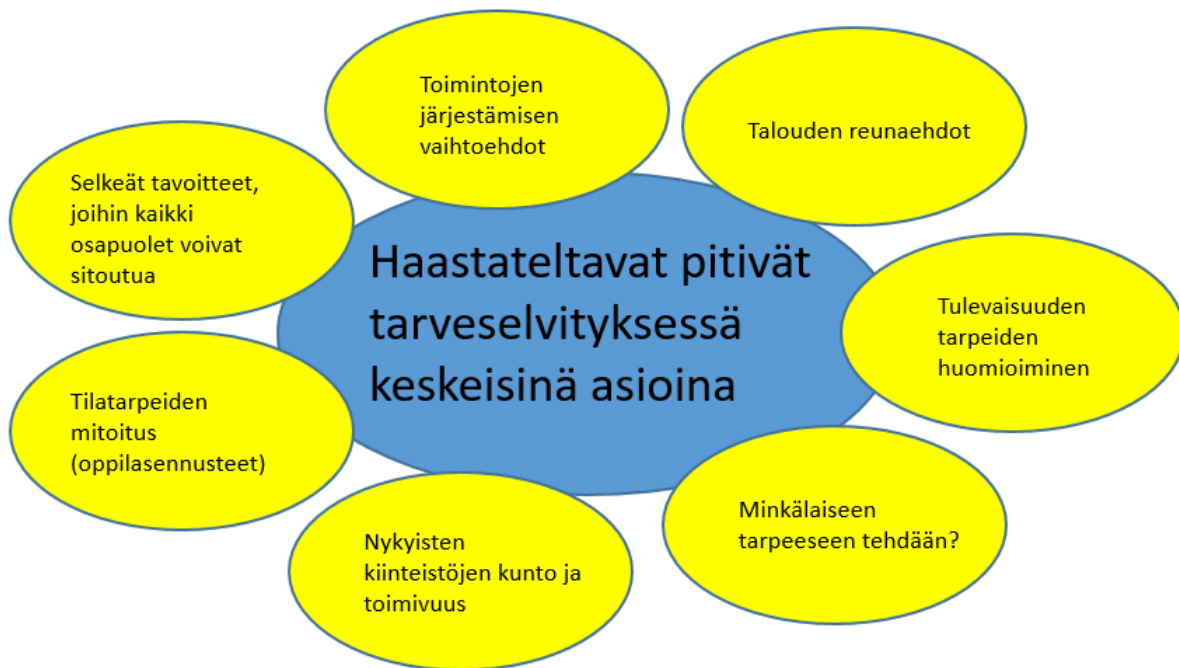 Toimintojen
järjestämisen
vaihtoehdot
Talouden reunaehdot
Selkeät tavoitteet,
joihin kaikki
osapuolet voivat
sitoutua
Haastateltavat pitivät
tarveselvityksessä
keskeisinä asioina
Tulevaisuuden
tarpeiden
huomioiminen
Tilatarpeiden
mitoitus
(oppilasennusteet)
Minkälaiseen
tarpeeseen tehdään?
Nykyisten
kiinteistöjen kunto ja
toimivuus